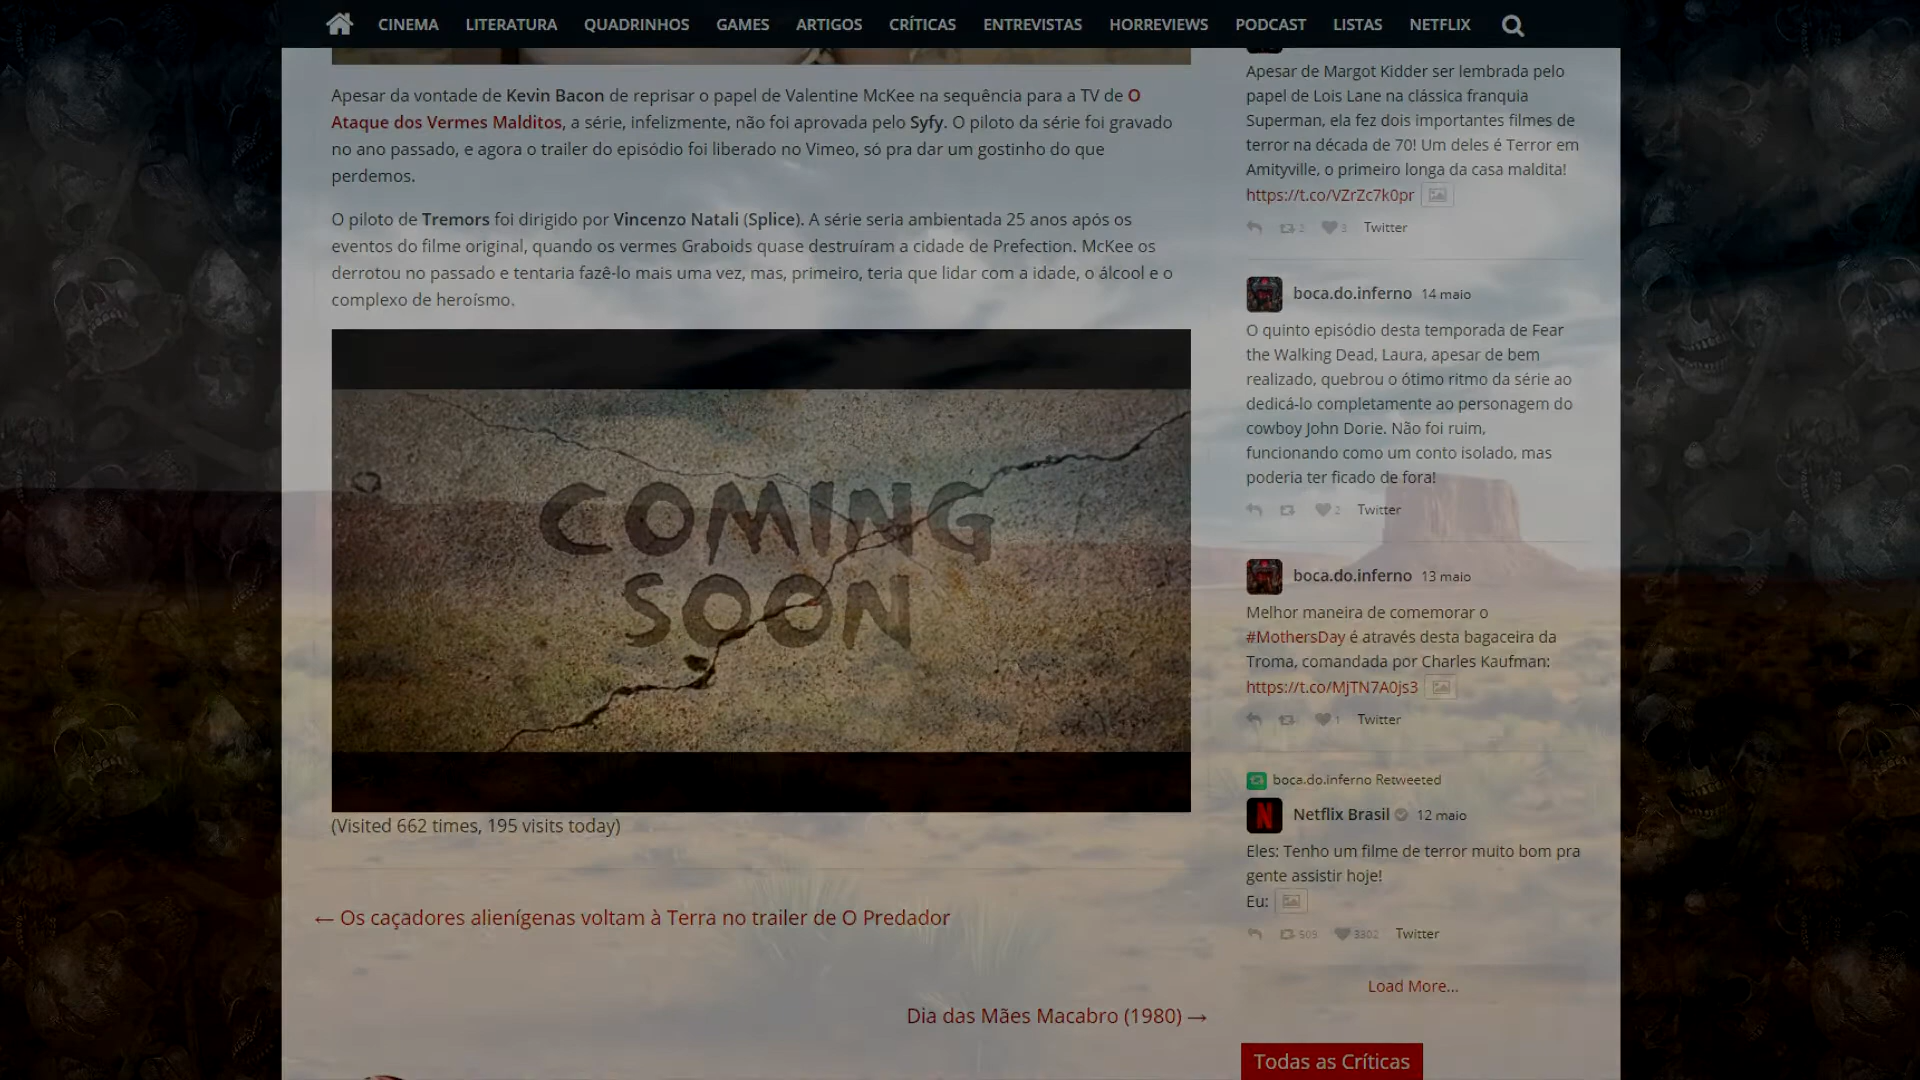 CINEMA LITERATURA QUADRINHOS GAMES ARTIGOS CRÍTICAS ENTREVISTAS HORREVIEWS PODCAST LISTAS NETFLIX
Apesar da vontade de Kevin Bacon de reprisar o papel de Valentine McKee na sequência para a TV de O
Ataque dos Vermes Malditos, a série, infelizmente, não foi aprovada pelo Syfy. O piloto da série foi gravado
no ano passado, e agora o trailer do episódio foi liberado no Vimeo, só pra dar um gostinho do que
perdemos.
O piloto de Tremors foi dirigido por Vincenzo Natali (Splice). A série seria ambientada 25 anos após os
eventos do filme original, quando os vermes Graboids quase destruíram a cidade de Prefection. McKee os
derrotou no passado e tentaria fazê-lo mais uma vez, mas, primeiro, teria que lidar com a idade, o álcool e o
complexo de heroísmo.
COMING
SOON
(Visited 662 times, 195 visits today)
← Os caçadores alienígenas voltam à Terra no trailer de O Predador
Dia das Mães Macabro (1980) →
Apesar de Margot Kidder ser lembrada pelo
papel de Lois Lane na clássica franquia
Superman, ela fez dois importantes filmes de
terror na década de 70! Um deles é Terror em
Amityville, o primeiro longa da casa maldita!
https://t.co/VZrZc7k0pr
2 3 Twitter
boca.do.inferno 14 maio
O quinto episódio desta temporada de Fear
the Walking Dead, Laura, apesar de bem
realizado, quebrou o ótimo ritmo da série ao
dedicá-lo completamente ao personagem do
cowboy John Dorie. Não foi ruim,
funcionando como um conto isolado, mas
poderia ter ficado de fora!
2 Twitter
boca.do.inferno 13 maio
Melhor maneira de comemorar o
#MothersDay é através desta bagaceira da
Troma, comandada por Charles Kaufman:
https://t.co/MjTN7A0js3
1 Twitter
boca.do.inferno Retweeted
Netflix Brasil 12 maio
Eles: Tenho um filme de terror muito bom pra
gente assistir hoje!
Eu:
509 3302 Twitter
Load More...
Todas as Críticas